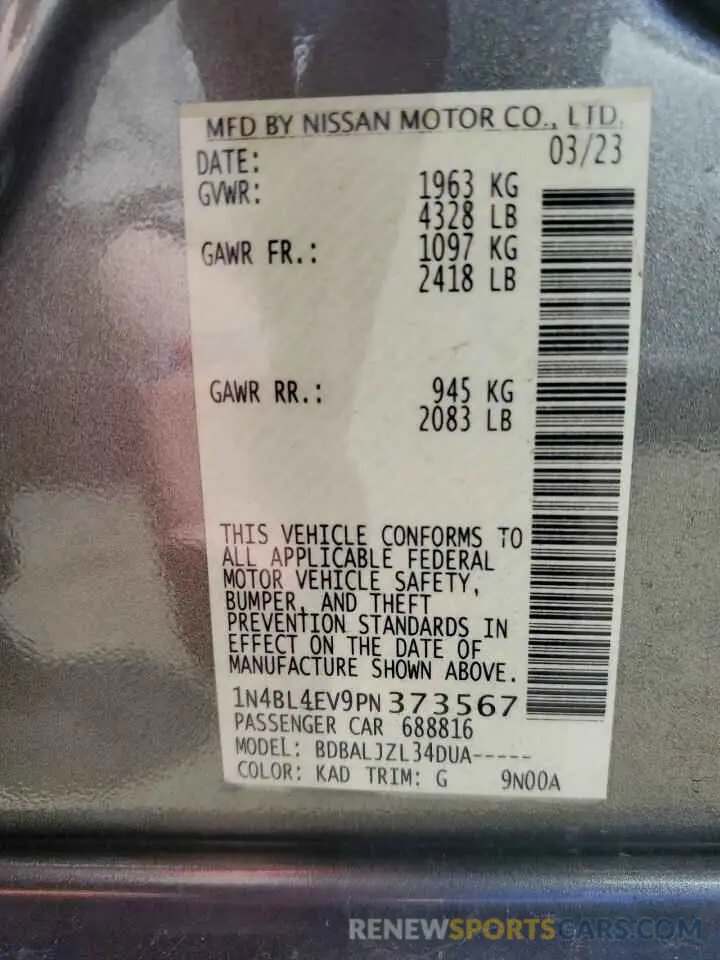 MFD BY NISSAN MOTOR CO., LTD.
DATE: 03/23
GVWR: 1963 KG
4328 LB
GAWR FR.: 1097 KG
2418 LB
GAWR RR.: 945 KG
2083 LB
THIS VEHICLE CONFORMS TO
ALL APPLICABLE FEDERAL
MOTOR VEHICLE SAFETY,
BUMPER, AND THEFT
PREVENTION STANDARDS IN
EFFECT ON THE DATE OF
MANUFACTURE SHOWN ABOVE.
1N4BL4EV9PN373567
PASSENGER CAR 688816
MODEL: BDBALJZL34DUA-----
COLOR: KAD TRIM: G 9N00A
RENEWSPORTSCARS.COM